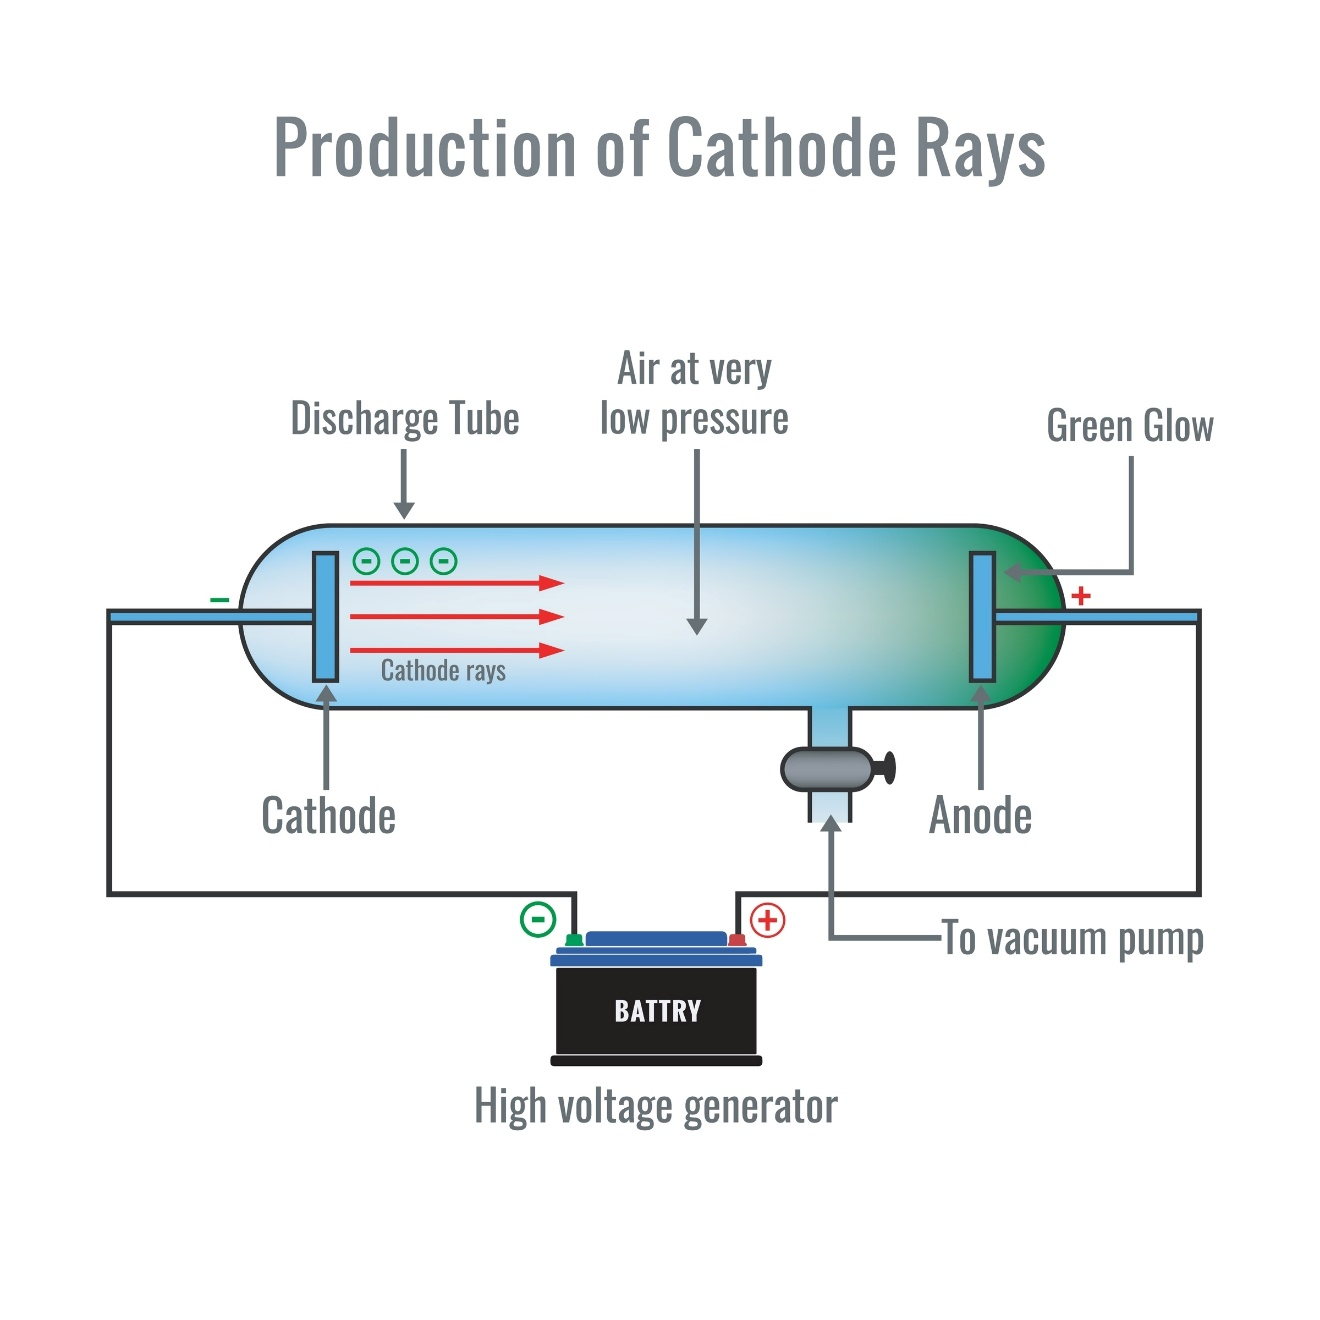 Production of Cathode Rays
Air at very
low pressure
Discharge Tube
Green Glow
- - -
−
+
Cathode rays
Cathode
Anode
-
+
To vacuum pump
BATTRY
High voltage generator